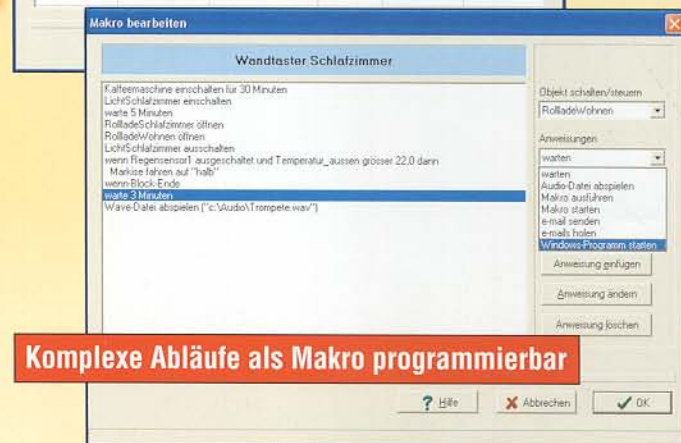 Makro bearbeiten
Wandtaster Schlafzimmer
Kaffeemaschine einschalten für 30 Minuten
LichtSchlafzimmer einschalten
warte 5 Minuten
RolladeSchlafzimmer öffnen
RolladeWohnen öffnen
LichtSchlafzimmer ausschalten
wenn Regensensor1 ausgeschaltet und Temperatur_aussen grösser 22,0 dann
Markise fahren auf "halb"
wenn-Block-Ende
warte 3 Minuten
Wave-Datei abspielen ("c:\Audio\Trompete.wav")
Objekt schalten/steuern
RolladeWohnen
Anweisungen
warten
warten
Audio-Datei abspielen
Makro ausführen
Makro starten
e-mail senden
e-mails holen
Windows-Programm starten
Anweisung einfügen
Anweisung ändern
Anweisung löschen
Komplexe Abläufe als Makro programmierbar
? Hilfe
Abbrechen
OK